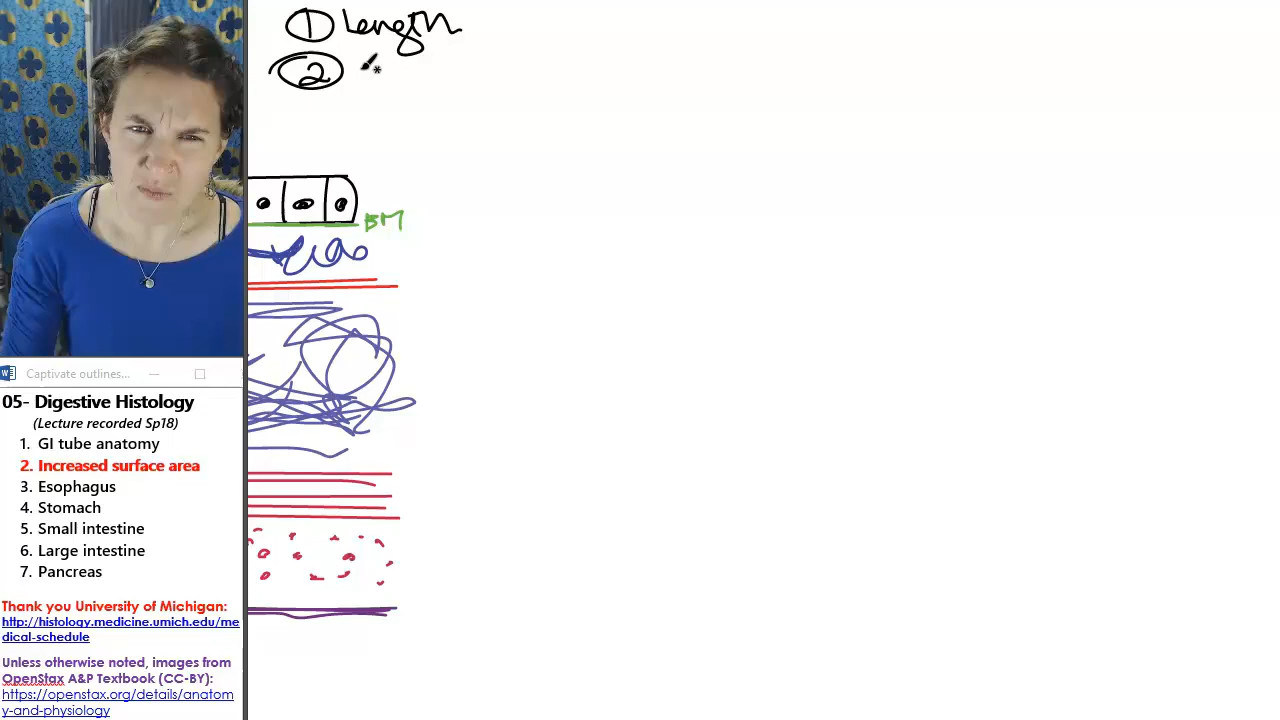 ① Length
②
BM
Captivate outlines...
05- Digestive Histology
(Lecture recorded Sp18)
1. GI tube anatomy
2. Increased surface area
3. Esophagus
4. Stomach
5. Small intestine
6. Large intestine
7. Pancreas
Thank you University of Michigan:
http://histology.medicine.umich.edu/me
dical-schedule
Unless otherwise noted, images from
OpenStax A&P Textbook (CC-BY):
https://openstax.org/details/anatom
y-and-physiology